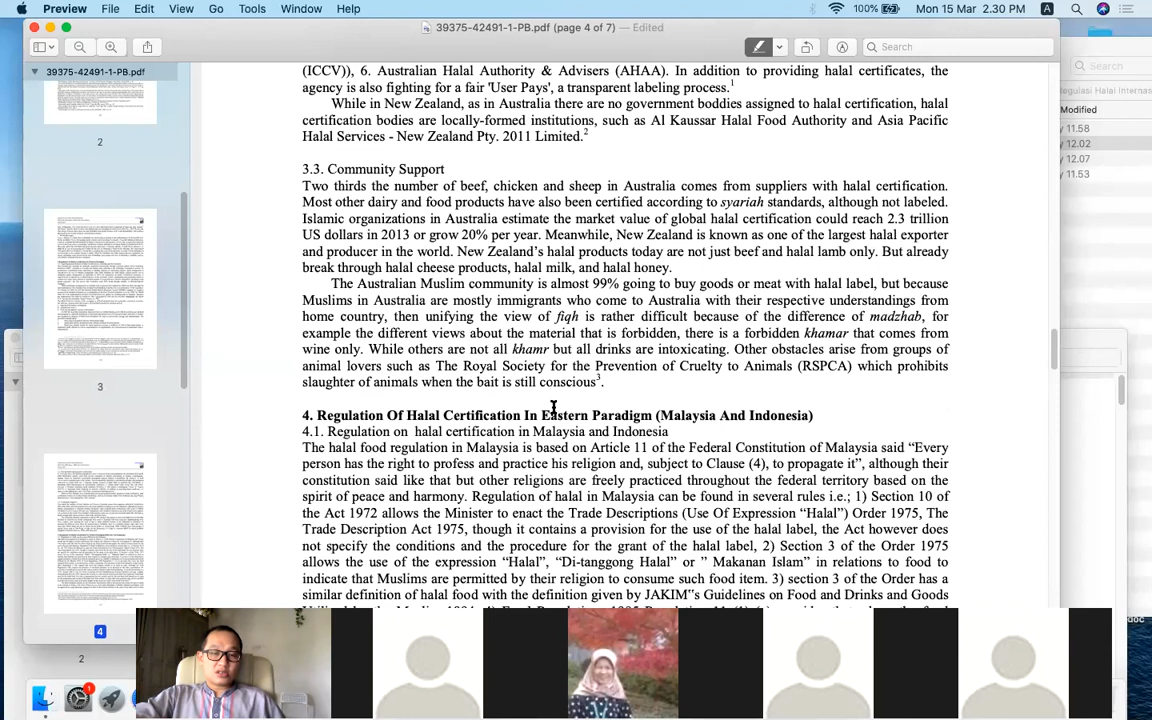 Preview File Edit View Go Tools Window Help
100% Mon 15 Mar 2.30 PM A
39375-42491-1-PB.pdf (page 4 of 7) — Edited
Search
39375-42491-1-PB.pdf
Search
Regulasi Halal Internas
Modified
11.58
12.02
12.07
11.53
2
3
4
2
(ICCV)), 6. Australian Halal Authority & Advisers (AHAA). In addition to providing halal certificates, the
agency is also fighting for a fair 'User Pays', a transparent labeling process.1
While in New Zealand, as in Australia there are no government boddies assigned to halal certification, halal
certification bodies are locally-formed institutions, such as Al Kaussar Halal Food Authority and Asia Pacific
Halal Services - New Zealand Pty. 2011 Limited.2
3.3. Community Support
Two thirds the number of beef, chicken and sheep in Australia comes from suppliers with halal certification.
Most other dairy and food products have also been certified according to syariah standards, although not labeled.
Islamic organizations in Australia estimate the market value of global halal certification could reach 2.3 trillion
US dollars in 2013 or grow 20% per year. Meanwhile, New Zealand is known as one of the largest halal exporter
and producer in the world. New Zealand is halal products today are not just beef and halal lamb only. But already
break through halal cheese products, halal milk, and halal honey.
The Australian Muslim community is almost 99% going to buy goods or meat with halal label, but because
Muslims in Australia are mostly immigrants who come to Australia with their respective understandings from
home country, then unifying the view of fiqh is rather difficult because of the difference of madzhab, for
example the different views about the material that is forbidden, there is a forbidden khamar that comes from
wine only. While others are not all khamr but all drinks are intoxicating. Other obstacles arise from groups of
animal lovers such as The Royal Society for the Prevention of Cruelty to Animals (RSPCA) which prohibits
slaughter of animals when the bait is still conscious3.
4. Regulation Of Halal Certification In Eastern Paradigm (Malaysia And Indonesia)
4.1. Regulation on halal certification in Malaysia and Indonesia
The halal food regulation in Malaysia is based on Article 11 of the Federal Constitution of Malaysia said “Every
person has the right to profess and practice his religion and, subject to Clause (4), to propagate it”, although their
constitution said like that but other religions are freely practiced throughout the federal territory based on the
spirit of peace and harmony. Regulation of halal in Malaysia can be found in several rules i.e.; 1) Section 10 of
the Act 1972 allows the Minister to enact the Trade Descriptions (Use Of Expression “Halal”) Order 1975, The
Trade Description Act 1975, though it contains a provision for the use of the halal label, the Act however does
not specify the conditions and the procedure for the grant of the halal label, 2) Section 3 of the Order 1975
allows the use of the expression “Halal”, “Di-tanggong Halal” or ” Makanan Islam” in relations to food to
indicate that Muslims are permitted by their religion to consume such food item. 3) section 3 of the Order has a
similar definition of halal food with the definition given by JAKIM‟s Guidelines on Food and Drinks and Goods
doc
1